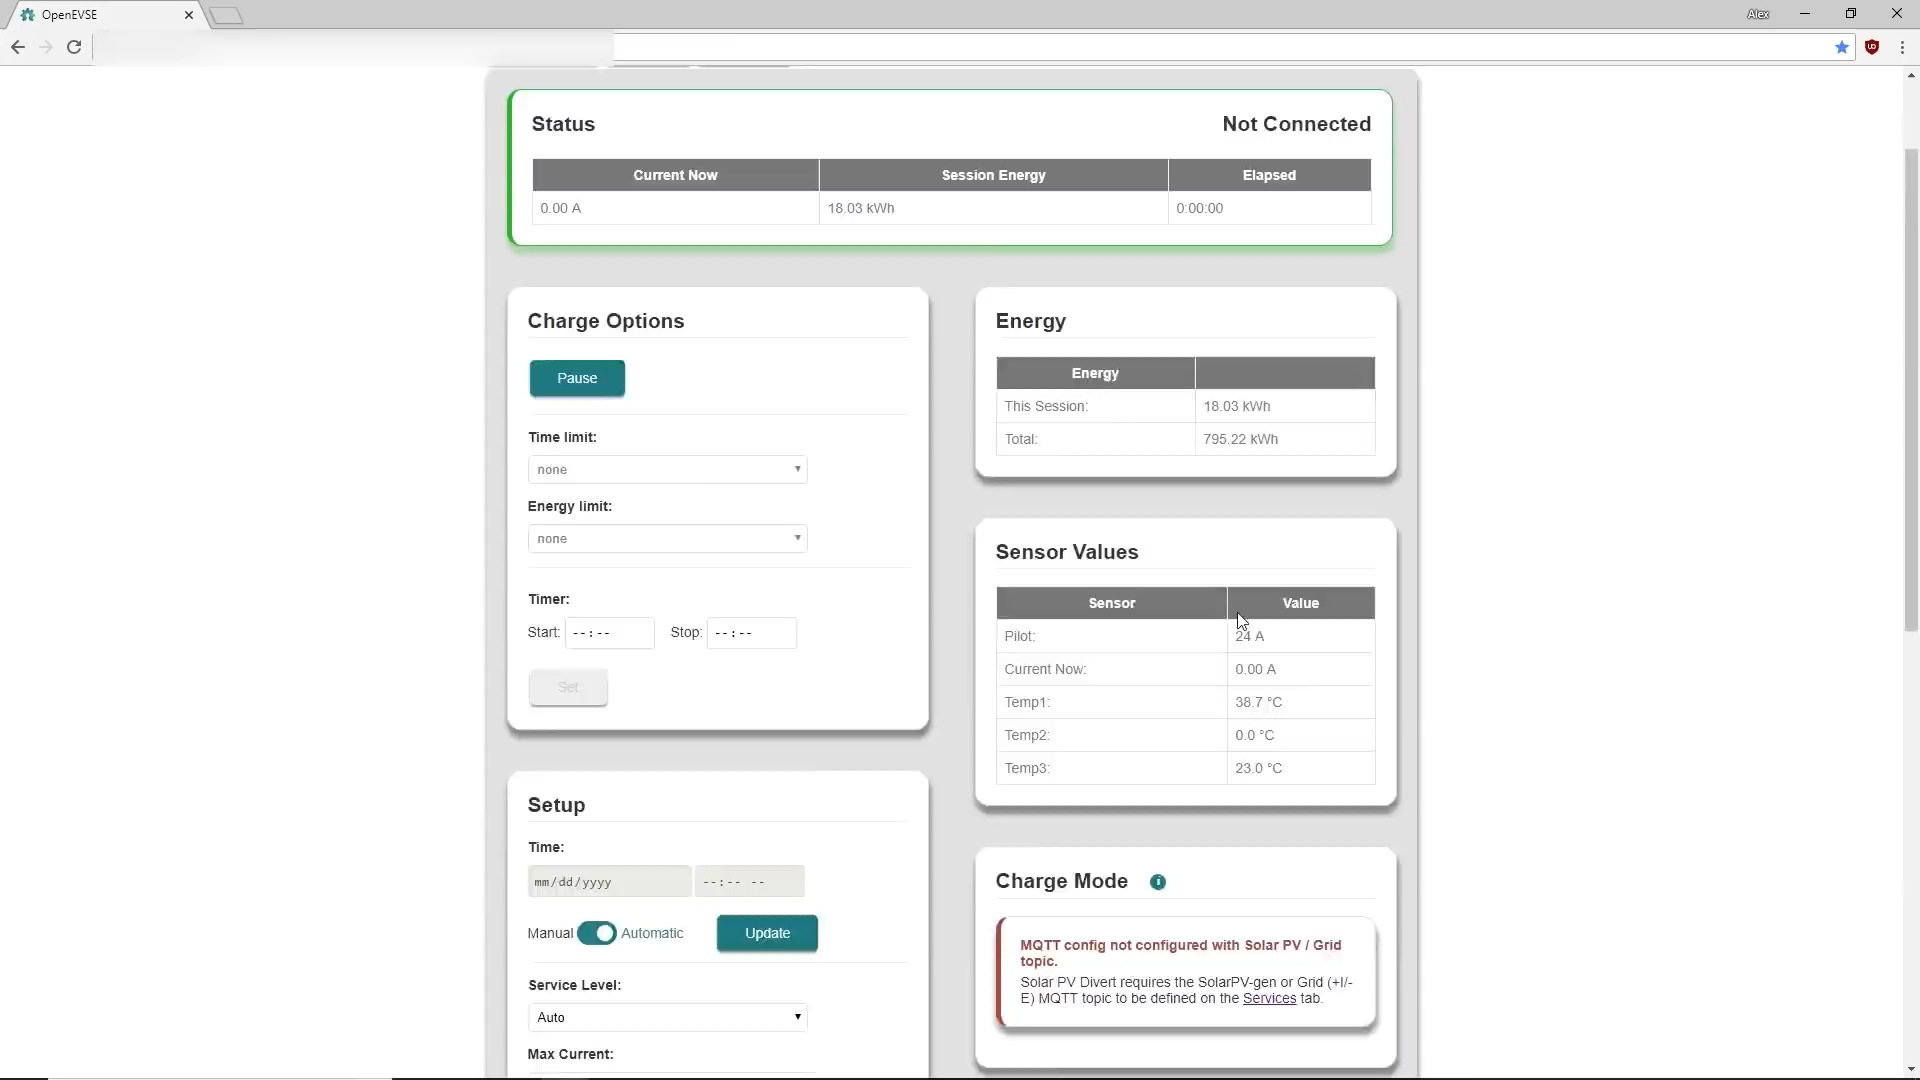 OpenEVSE
Alex
Status
Not Connected
Current Now
Session Energy
Elapsed
0.00 A
18.03 kWh
0:00:00
Charge Options
Pause
Time limit:
none
Energy limit:
none
Timer:
Start: --:-- Stop: --:--
Set
Energy
Energy
This Session: 18.03 kWh
Total: 795.22 kWh
Sensor Values
Sensor Value
Pilot: 24 A
Current Now: 0.00 A
Temp1: 38.7 °C
Temp2: 0.0 °C
Temp3: 23.0 °C
Setup
Time:
mm/dd/yyyy --:-- --
Manual Automatic Update
Service Level:
Auto
Max Current:
Charge Mode
MQTT config not configured with Solar PV / Grid
topic.
Solar PV Divert requires the SolarPV-gen or Grid (+I/-
E) MQTT topic to be defined on the Services tab.